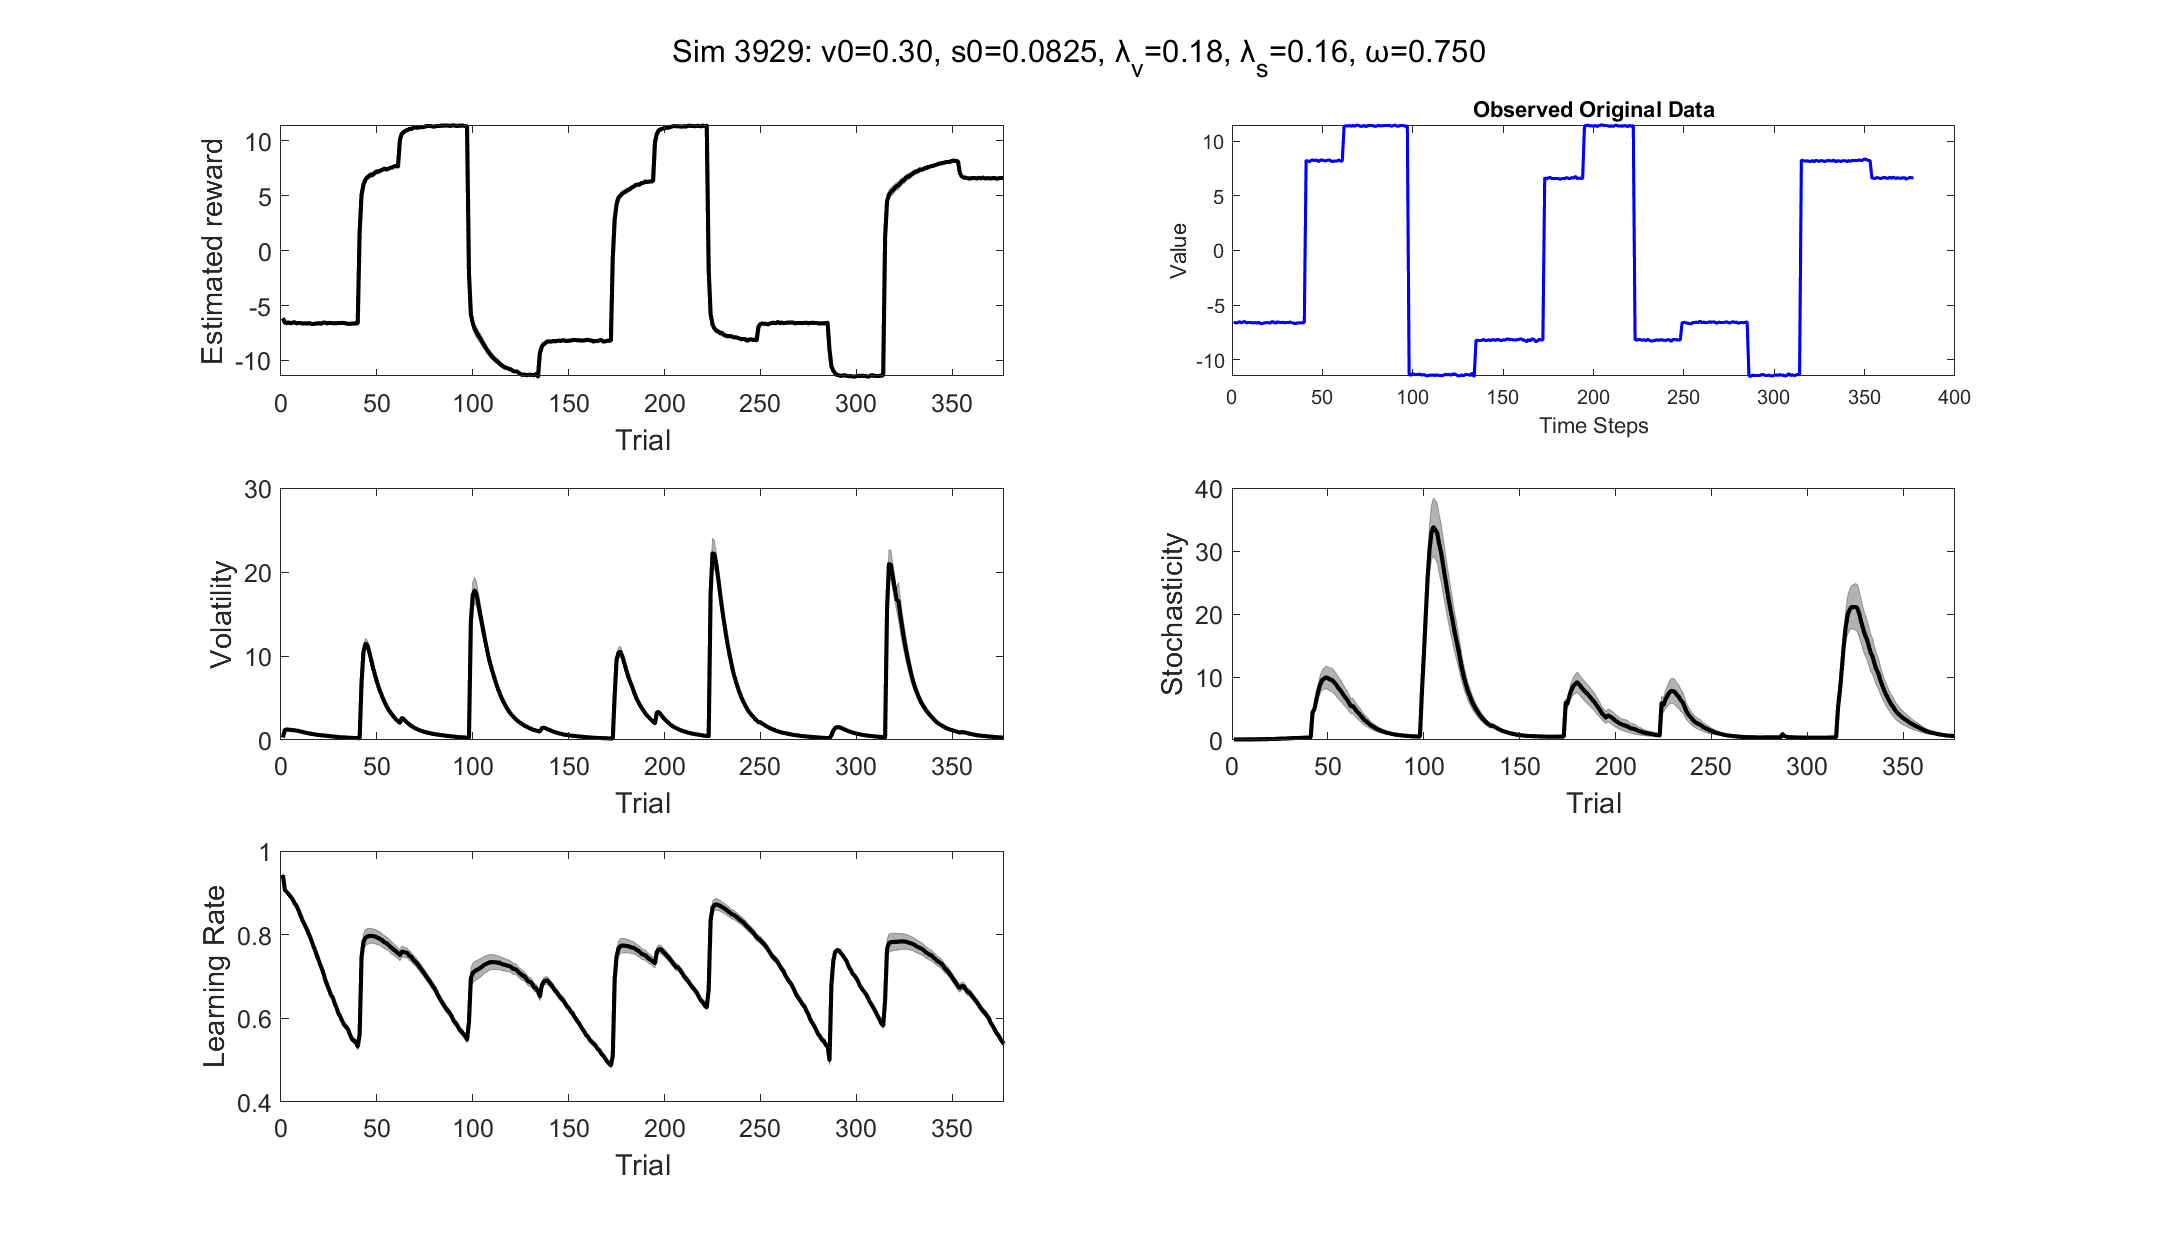 Sim 3929: v0=0.30, s0=0.0825, λv=0.18, λs=0.16, ω=0.750
Estimated reward
10
5
0
-5
-10
0 50 100 150 200 250 300 350
Trial
Observed Original Data
Value
10
5
0
-5
-10
0 50 100 150 200 250 300 350 400
Time Steps
Volatility
30
20
10
0
0 50 100 150 200 250 300 350
Trial
Stochasticity
40
30
20
10
0
0 50 100 150 200 250 300 350
Trial
Learning Rate
1
0.8
0.6
0.4
0 50 100 150 200 250 300 350
Trial